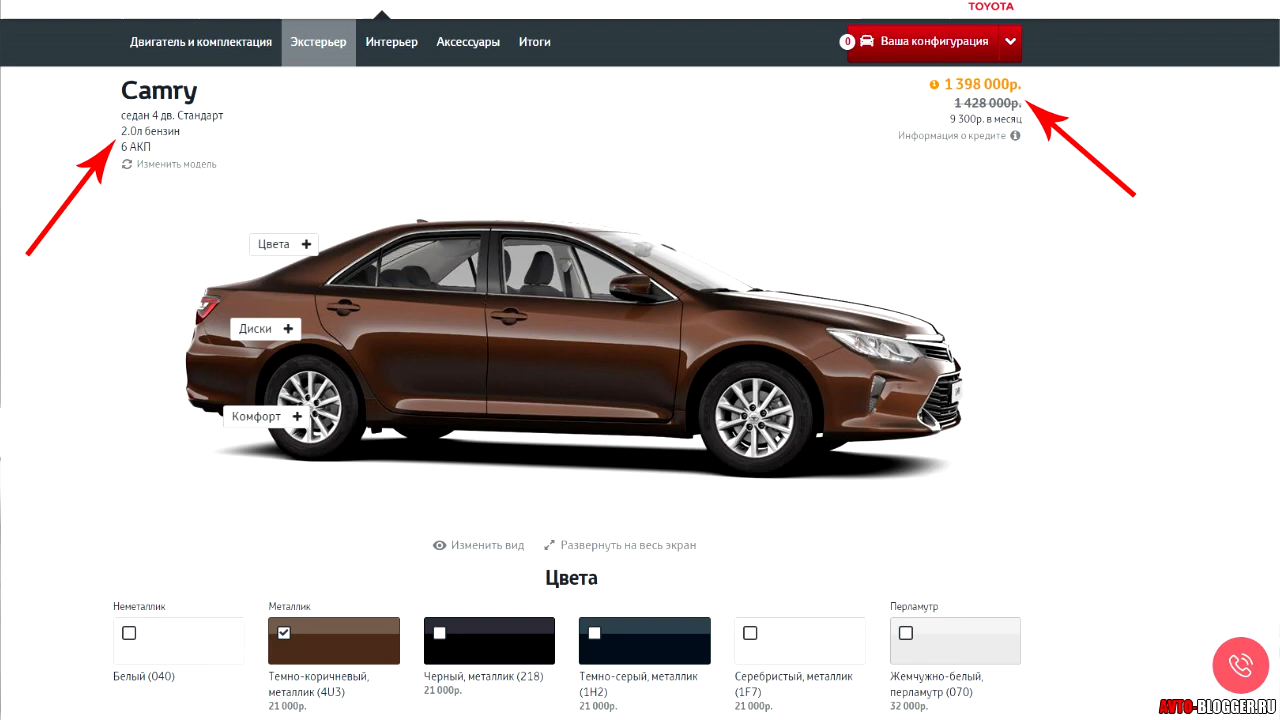 TOYOTA
Двигатель и комплектация Экстерьер Интерьер Аксессуары Итоги 0 Ваша конфигурация
Camry
седан 4 дв. Стандарт
2.0л бензин
6 АКП
Изменить модель
1 398 000р.
1 428 000р.
9 300р. в месяц
Информация о кредите
Цвета
Диски
Комфорт
Изменить вид Развернуть на весь экран
Цвета
Неметаллик
Белый (040)
Металлик
Темно-коричневый,
металлик (4U3)
21 000р.
Черный, металлик (218)
21 000р.
Темно-серый, металлик
(1H2)
21 000р.
Серебристый, металлик
(1F7)
21 000р.
Перламутр
Жемчужно-белый,
перламутр (070)
32 000р.
AVTO-BLOGGER.RU